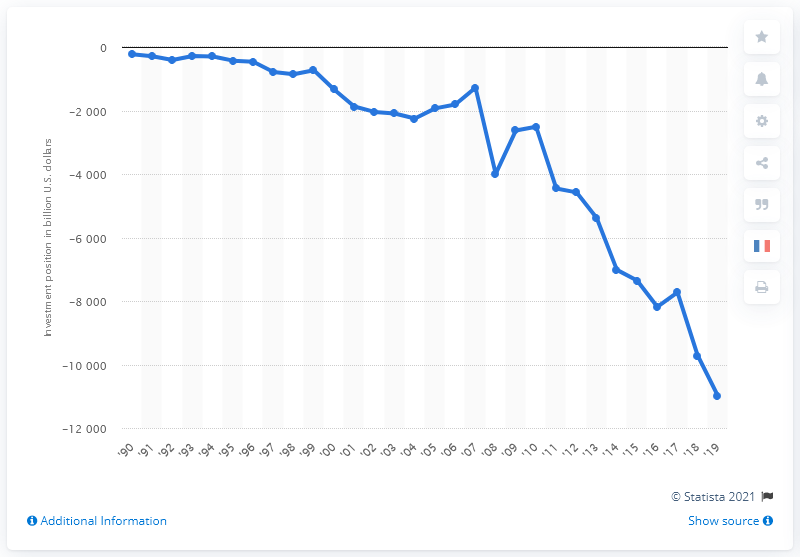 Investment position in billion U.S. dollars
0
−2 000
−4 000
−6 000
−8 000
−10 000
−12 000
'90 '91 '92 '93 '94 '95 '96 '97 '98 '99 '00 '01 '02 '03 '04 '05 '06 '07 '08 '09 '10 '11 '12 '13 '14 '15 '16 '17 '18 '19
© Statista 2021
Additional Information
Show source